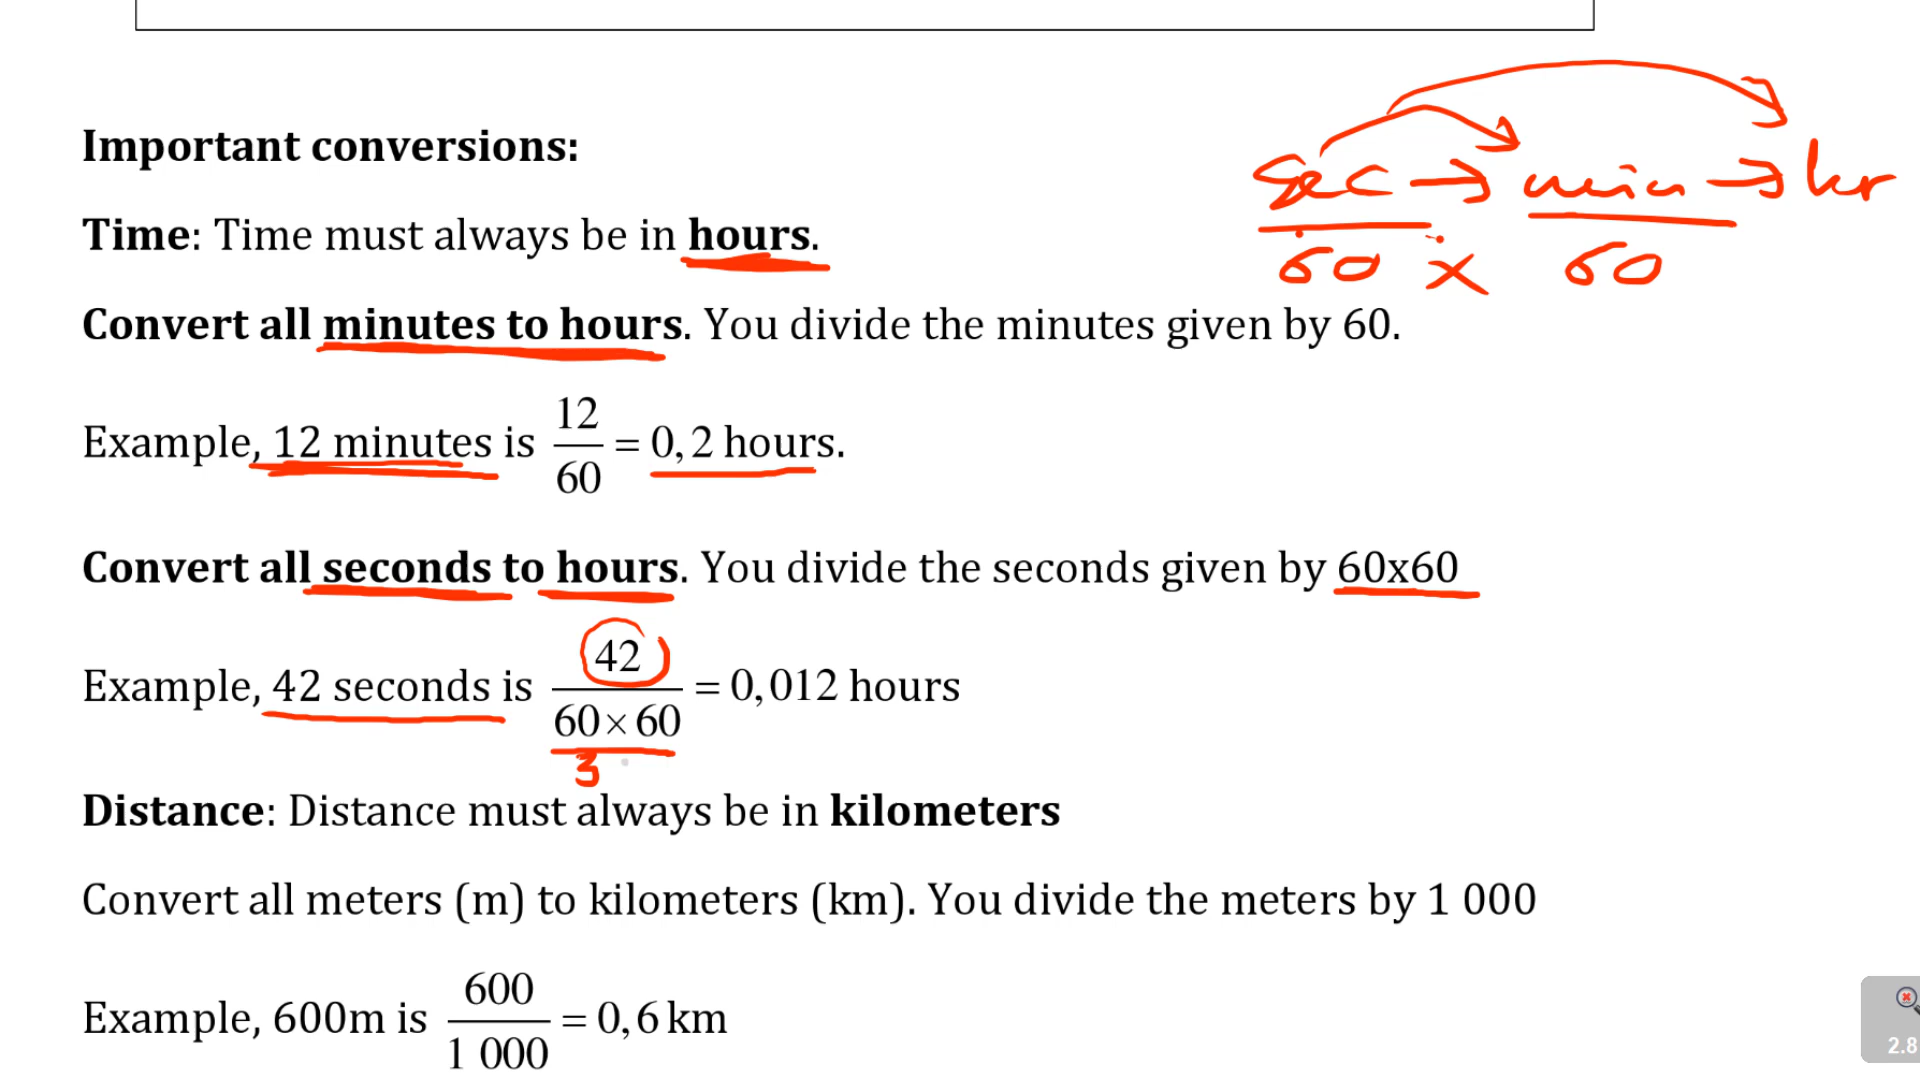 Important conversions:
sec → min → hr
60 x 60
Time: Time must always be in hours.
Convert all minutes to hours. You divide the minutes given by 60.
Example, 12 minutes is 12/60 = 0,2 hours.
Convert all seconds to hours. You divide the seconds given by 60x60
Example, 42 seconds is 42/60×60 = 0,012 hours
3
Distance: Distance must always be in kilometers
Convert all meters (m) to kilometers (km). You divide the meters by 1 000
Example, 600m is 600/1 000 = 0,6 km
2.8